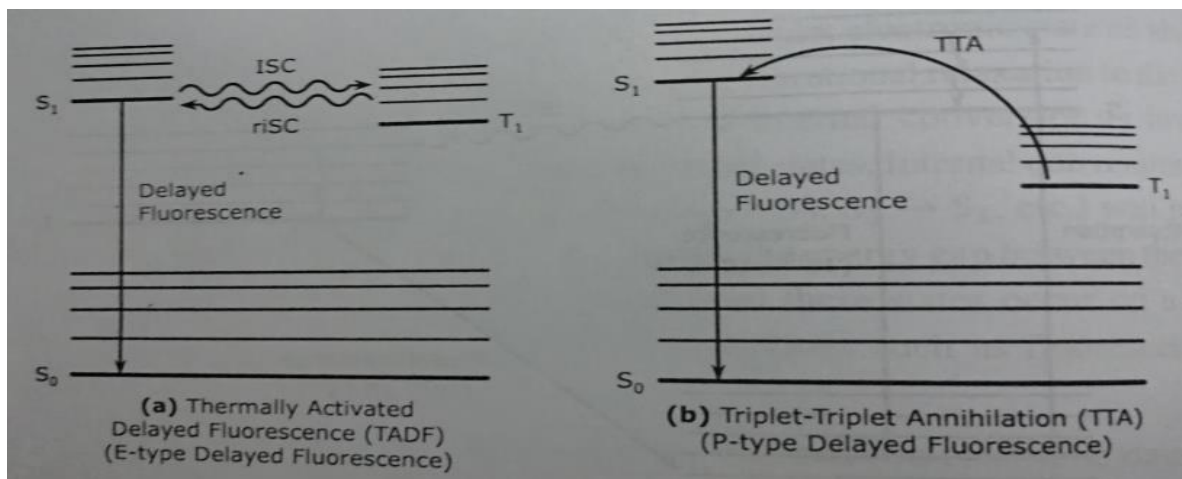 S₁
ISC
riSC
T₁
Delayed
Fluorescence
S₀
(a) Thermally Activated
Delayed Fluorescence (TADF)
(E-type Delayed Fluorescence)
TTA
S₁
T₁
Delayed
Fluorescence
S₀
(b) Triplet-Triplet Annihilation (TTA)
(P-type Delayed Fluorescence)